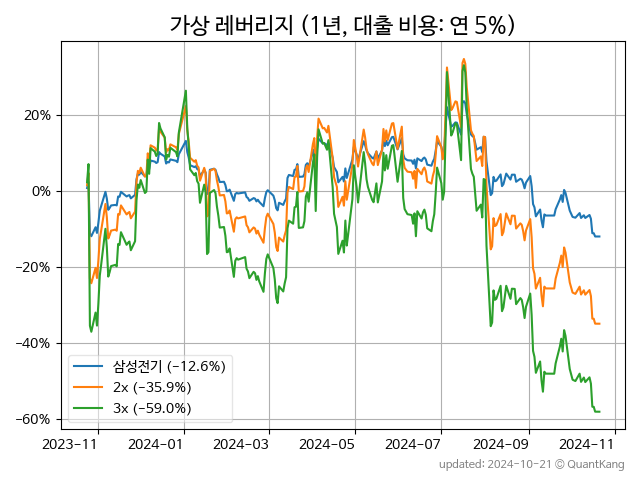 가상 레버리지 (1년, 대출 비용: 연 5%)
20%
0%
−20%
−40%
−60%
삼성전기 (−12.6%)
2x (−35.9%)
3x (−59.0%)
2023−11 2024−01 2024−03 2024−05 2024−07 2024−09 2024−11
updated: 2024-10-21 © QuantKang